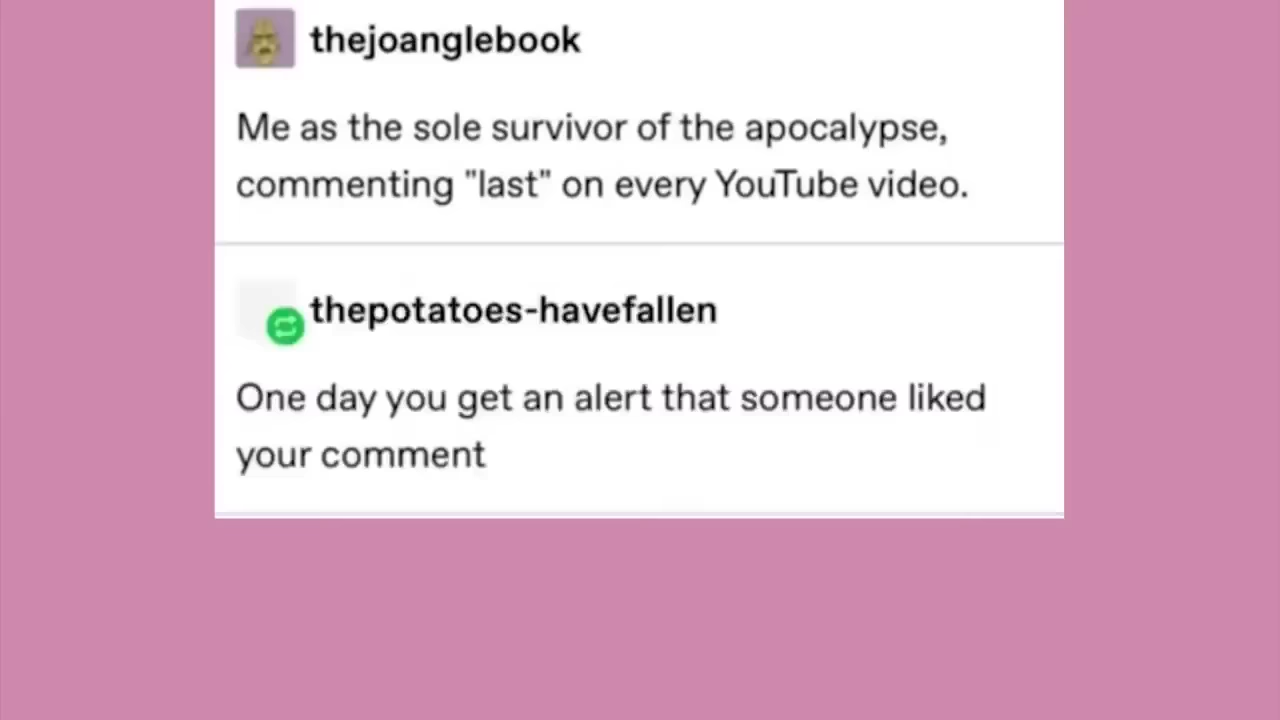 thejoanglebook
Me as the sole survivor of the apocalypse,
commenting "last" on every YouTube video.
thepotatoes-havefallen
One day you get an alert that someone liked
your comment